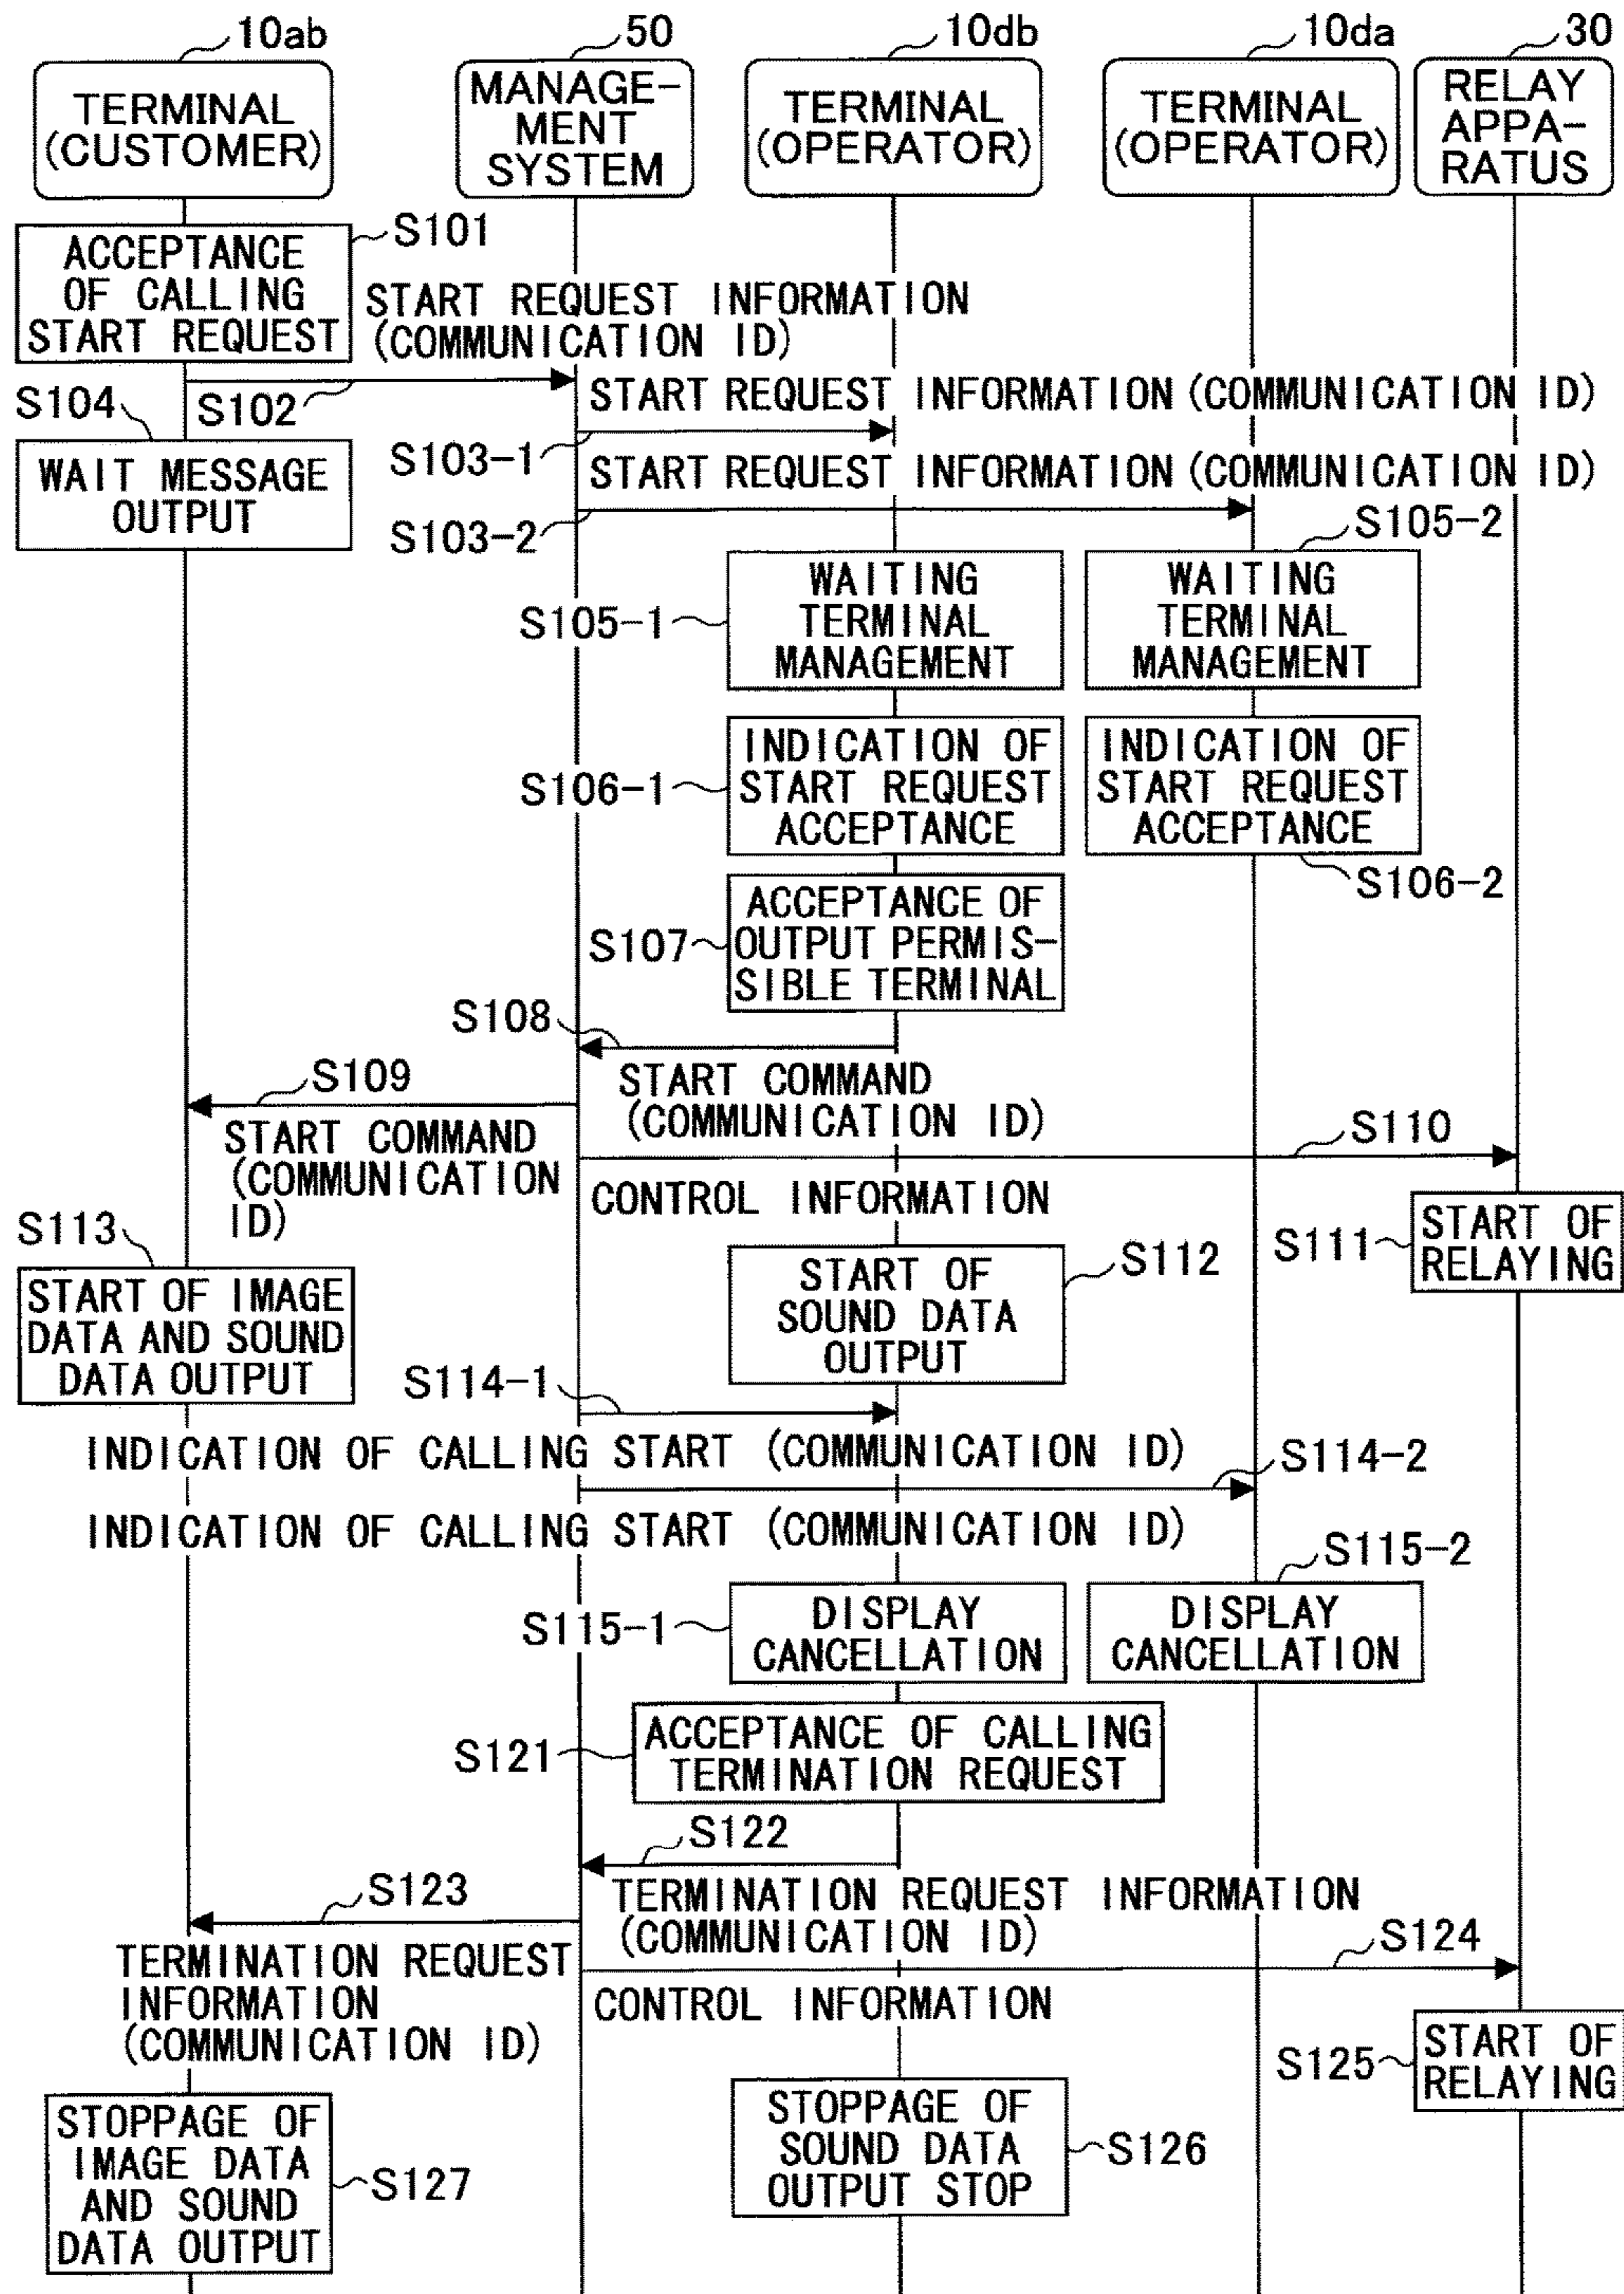 10ab
50
10db
10da
30
TERMINAL
(CUSTOMER)
MANAGE-
MENT
SYSTEM
TERMINAL
(OPERATOR)
TERMINAL
(OPERATOR)
RELAY
APPA-
RATUS
S101
ACCEPTANCE
OF CALLING
START REQUEST
START REQUEST INFORMATION
(COMMUNICATION ID)
S102
S104
START REQUEST INFORMATION (COMMUNICATION ID)
S103-1
WAIT MESSAGE
OUTPUT
START REQUEST INFORMATION (COMMUNICATION ID)
S103-2
S105-2
S105-1
WAITING
TERMINAL
MANAGEMENT
WAITING
TERMINAL
MANAGEMENT
S106-1
INDICATION OF
START REQUEST
ACCEPTANCE
INDICATION OF
START REQUEST
ACCEPTANCE
S106-2
S107
ACCEPTANCE OF
OUTPUT PERMIS-
SIBLE TERMINAL
S108
START COMMAND
(COMMUNICATION ID)
S109
START COMMAND
(COMMUNICATION
ID)
S110
CONTROL INFORMATION
S111
START OF
RELAYING
S113
START OF IMAGE
DATA AND SOUND
DATA OUTPUT
S112
START OF
SOUND DATA
OUTPUT
S114-1
INDICATION OF CALLING START (COMMUNICATION ID)
S114-2
INDICATION OF CALLING START (COMMUNICATION ID)
S115-2
S115-1
DISPLAY
CANCELLATION
DISPLAY
CANCELLATION
S121
ACCEPTANCE OF CALLING
TERMINATION REQUEST
S122
TERMINATION REQUEST INFORMATION
(COMMUNICATION ID)
S123
TERMINATION REQUEST
INFORMATION
(COMMUNICATION ID)
S124
CONTROL INFORMATION
S125
START OF
RELAYING
STOPPAGE OF
SOUND DATA
OUTPUT STOP
S126
STOPPAGE OF
IMAGE DATA
AND SOUND
DATA OUTPUT
S127